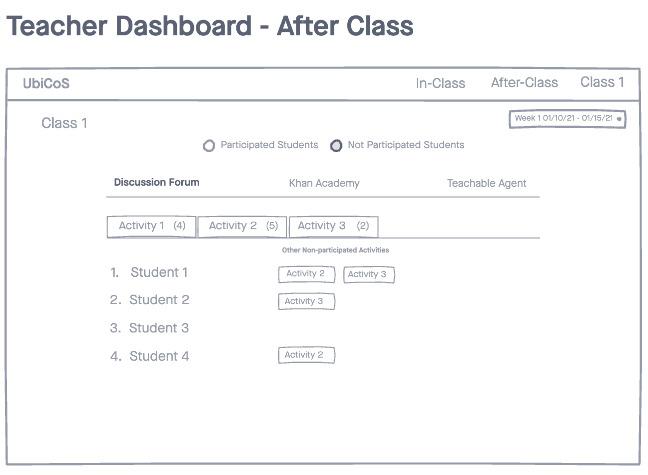 Teacher Dashboard - After Class
UbiCoS In-Class After-Class Class 1
Class 1 Week 1 01/10/21 - 01/15/21
Participated Students Not Participated Students
Discussion Forum Khan Academy Teachable Agent
Activity 1 (4) Activity 2 (5) Activity 3 (2)
Other Non-participated Activities
1. Student 1 Activity 2 Activity 3
2. Student 2 Activity 3
3. Student 3
4. Student 4 Activity 2